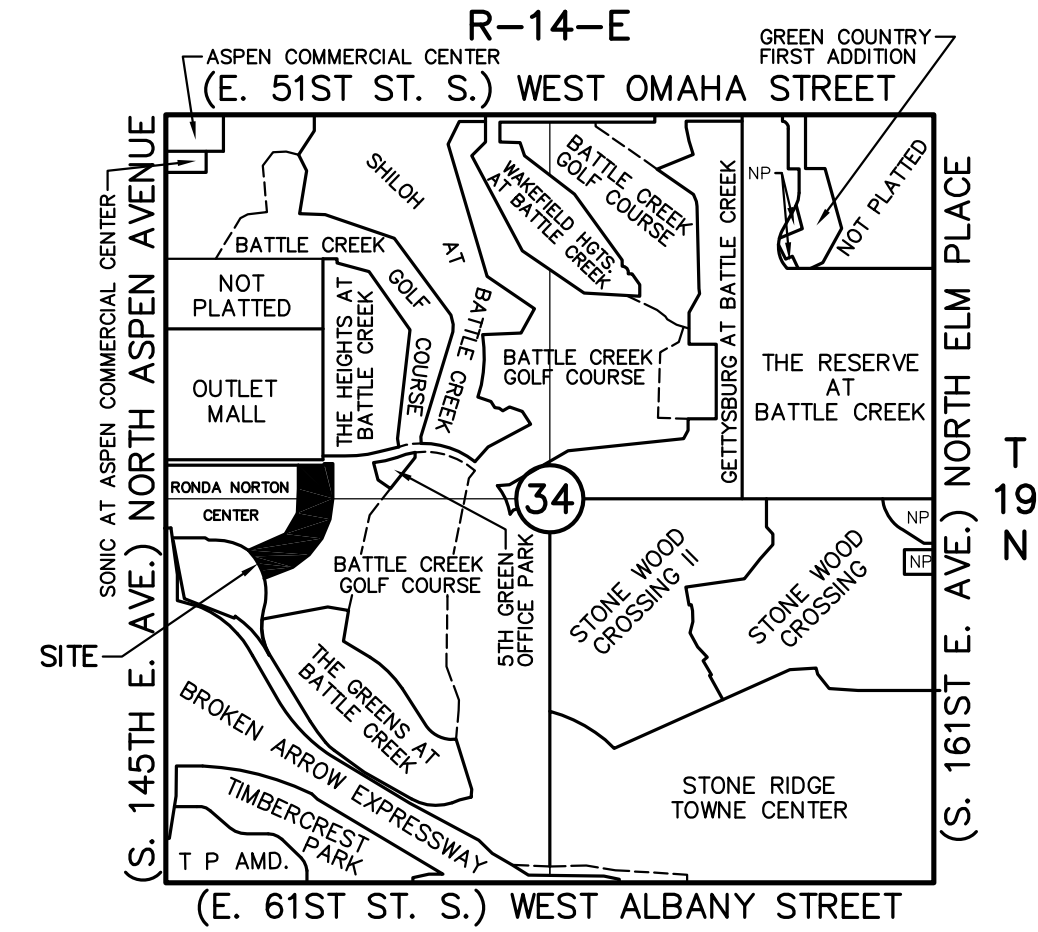 R-14-E
ASPEN COMMERCIAL CENTER
GREEN COUNTRY
FIRST ADDITION
(E. 51ST ST. S.) WEST OMAHA STREET
(S. 145TH E. AVE.) NORTH ASPEN AVENUE
SONIC AT ASPEN COMMERCIAL CENTER
SHILOH
AT
BATTLE CREEK
WAKEFIELD HGTS.
AT BATTLE CREEK
BATTLE CREEK
GOLF COURSE
GETTYSBURG AT BATTLE CREEK
NP
NOT PLATTED
BATTLE CREEK
GOLF
COURSE
NOT
PLATTED
THE HEIGHTS AT
BATTLE CREEK
OUTLET
MALL
BATTLE CREEK
GOLF COURSE
THE RESERVE
AT
BATTLE CREEK
(S. 161ST E. AVE.) NORTH ELM PLACE
T
19
N
RONDA NORTON
CENTER
34
NP
NP
BATTLE CREEK
GOLF COURSE
5TH GREEN
OFFICE PARK
STONE WOOD
CROSSING II
STONE WOOD
CROSSING
SITE
THE GREENS AT
BATTLE CREEK
BROKEN ARROW EXPRESSWAY
STONE RIDGE
TOWNE CENTER
TIMBERCREST
PARK
T P AMD.
(E. 61ST ST. S.) WEST ALBANY STREET